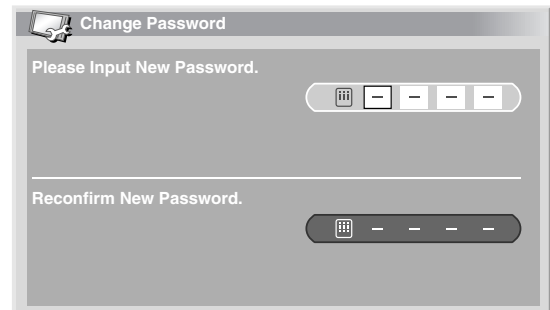 Change Password
Please Input New Password.
– – – –
Reconfirm New Password.
– – – –